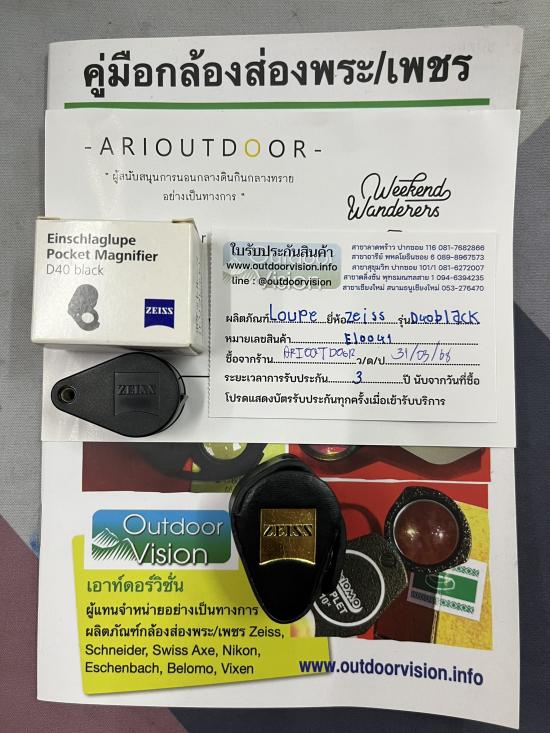 คู่มือกล้องส่องพระ/เพชร
- ARIOUTDOOR -
" ผู้สนับสนุนการนอนกลางดินกินกลางทราย
อย่างเป็นทางการ "
Weekend
Wanderers
Einschlaglupe
Pocket Magnifier
D40 black
ZEISS
ZEISS
ใบรับประกันสินค้า
www.outdoorvision.info
line : @outdoorvision
สาขาลาดพร้าว ปากซอย 116 081-7682866
สาขาอารีย์ พหลโยธินซอย 6 089-8967573
สาขาสุขุมวิท ปากซอย 101/1 081-6272007
สาขาตลิ่งชัน พุทธมณฑลสาย 1 094-6394235
สาขาเชียงใหม่ สนามธนูเชียงใหม่ 053-276470
ผลิตภัณฑ์ Loupe ยี่ห้อ Zeiss รุ่น D40 black
หมายเลขสินค้า E10041
ซื้อจากร้าน ARIOUTDOOR ว/ด/ป 31/03/68
ระยะเวลาการรับประกัน 3 ปี นับจากวันที่ซื้อ
โปรดแสดงบัตรรับประกันทุกครั้งเมื่อเข้ารับบริการ
ZEISS
Outdoor
Vision
BELOMO
PLET
10x
เอาท์ดอร์วิชั่น
ผู้แทนจำหน่ายอย่างเป็นทางการ
ผลิตภัณฑ์กล้องส่องพระ/เพชร Zeiss,
Schneider, Swiss Axe, Nikon,
Eschenbach, Belomo, Vixen
www.outdoorvision.info